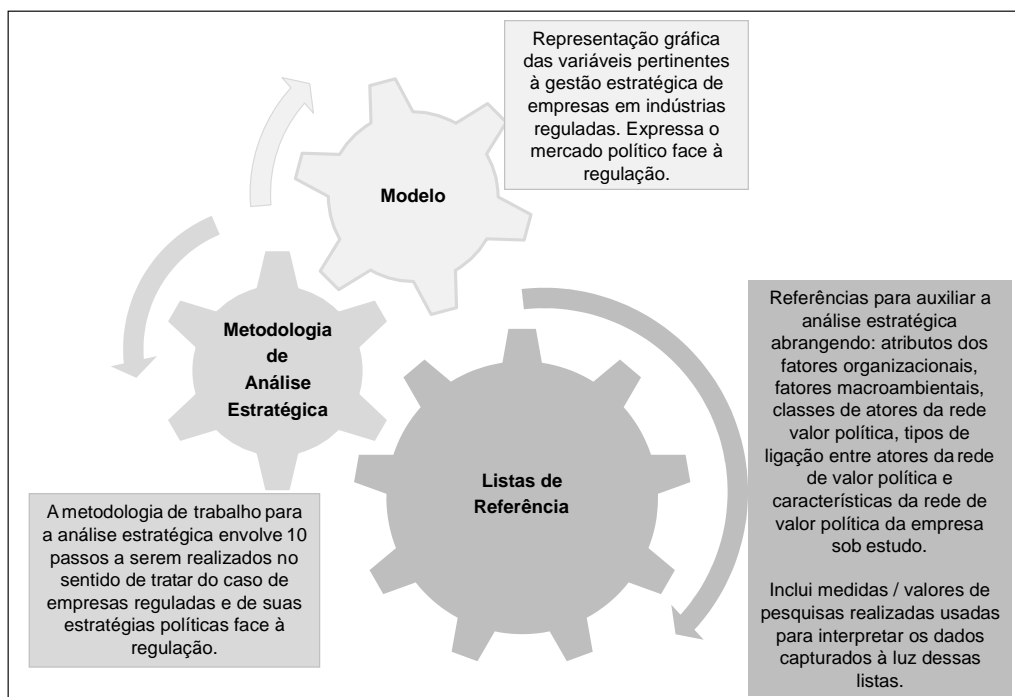 Representação gráfica
das variáveis pertinentes
à gestão estratégica de
empresas em indústrias
reguladas. Expressa o
mercado político face à
regulação.
Modelo
Metodologia
de
Análise
Estratégica
Listas de
Referência
A metodologia de trabalho para
a análise estratégica envolve 10
passos a serem realizados no
sentido de tratar do caso de
empresas reguladas e de suas
estratégias políticas face à
regulação.
Referências para auxiliar a
análise estratégica
abrangendo: atributos dos
fatores organizacionais,
fatores macroambientais,
classes de atores da rede
valor política, tipos de
ligação entre atores da rede
de valor política e
características da rede de
valor política da empresa
sob estudo.
Inclui medidas / valores de
pesquisas realizadas usadas
para interpretar os dados
capturados à luz dessas
listas.